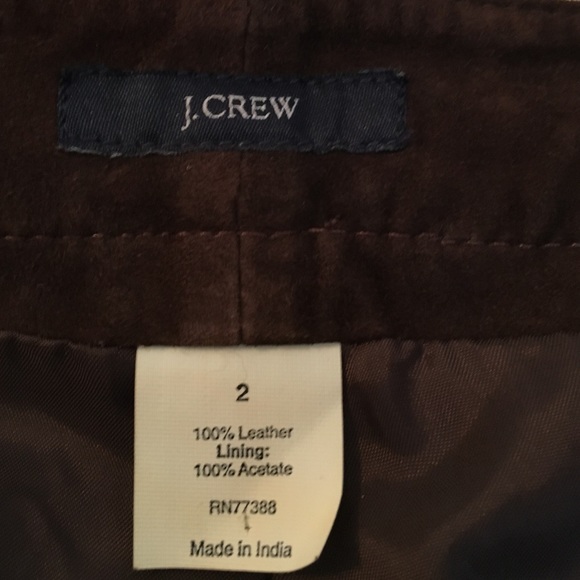 J.CREW
2
100% Leather
Lining:
100% Acetate
RN77388
Made in India